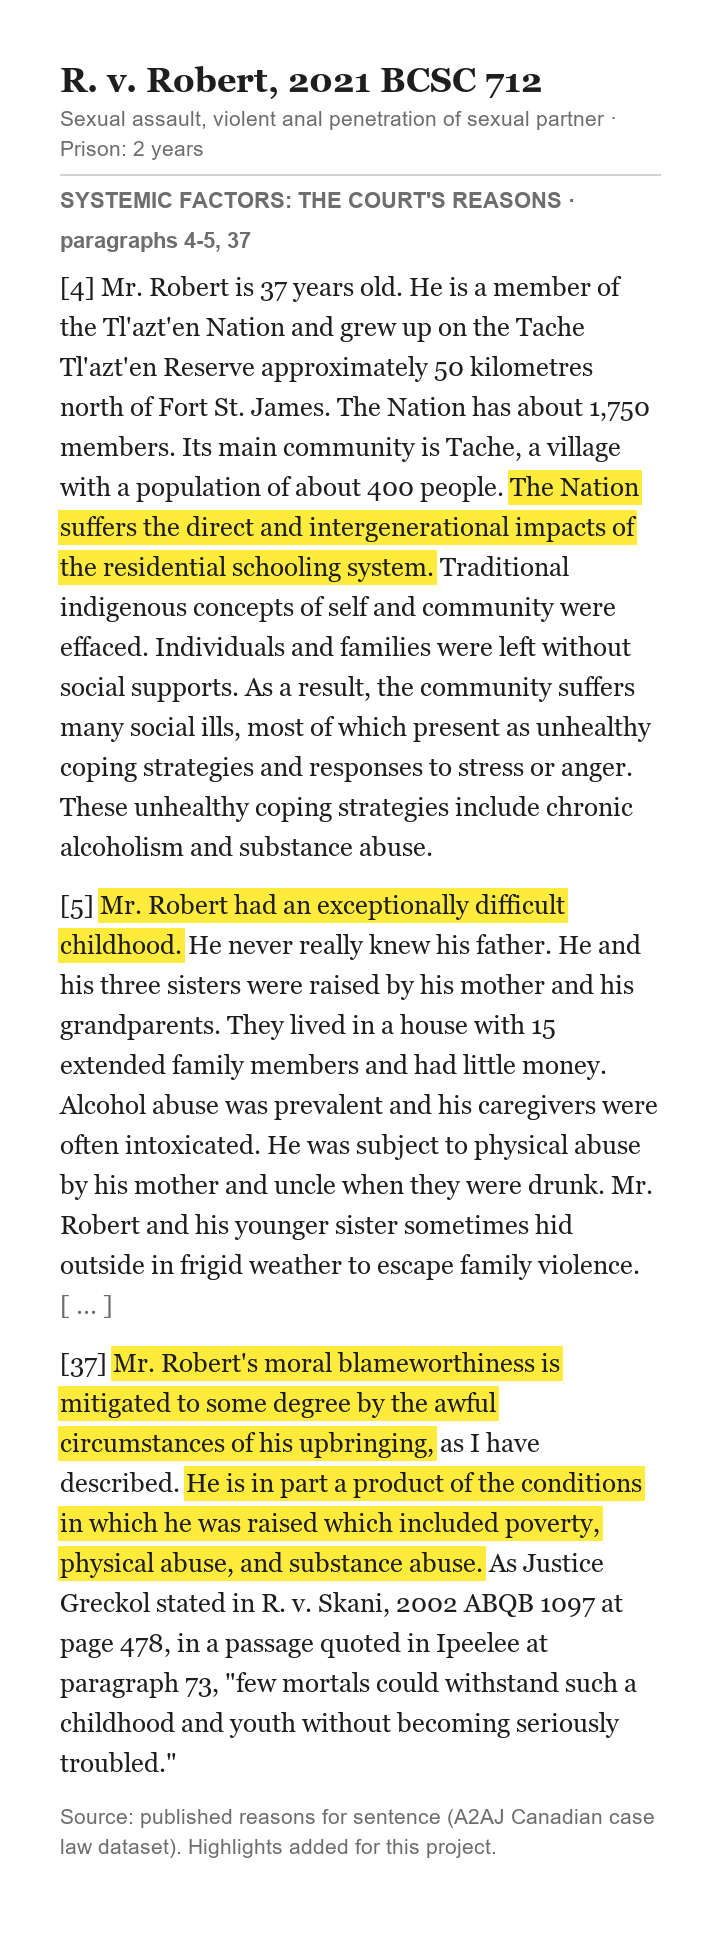 R. v. Robert, 2021 BCSC 712
Sexual assault, violent anal penetration of sexual partner ·
Prison: 2 years
SYSTEMIC FACTORS: THE COURT'S REASONS ·
paragraphs 4-5, 37
[4] Mr. Robert is 37 years old. He is a member of
the Tl'azt'en Nation and grew up on the Tache
Tl'azt'en Reserve approximately 50 kilometres
north of Fort St. James. The Nation has about 1,750
members. Its main community is Tache, a village
with a population of about 400 people. The Nation
suffers the direct and intergenerational impacts of
the residential schooling system. Traditional
indigenous concepts of self and community were
effaced. Individuals and families were left without
social supports. As a result, the community suffers
many social ills, most of which present as unhealthy
coping strategies and responses to stress or anger.
These unhealthy coping strategies include chronic
alcoholism and substance abuse.
[5] Mr. Robert had an exceptionally difficult
childhood. He never really knew his father. He and
his three sisters were raised by his mother and his
grandparents. They lived in a house with 15
extended family members and had little money.
Alcohol abuse was prevalent and his caregivers were
often intoxicated. He was subject to physical abuse
by his mother and uncle when they were drunk. Mr.
Robert and his younger sister sometimes hid
outside in frigid weather to escape family violence.
[ ... ]
[37] Mr. Robert's moral blameworthiness is
mitigated to some degree by the awful
circumstances of his upbringing, as I have
described. He is in part a product of the conditions
in which he was raised which included poverty,
physical abuse, and substance abuse. As Justice
Greckol stated in R. v. Skani, 2002 ABQB 1097 at
page 478, in a passage quoted in Ipeelee at
paragraph 73, "few mortals could withstand such a
childhood and youth without becoming seriously
troubled."
Source: published reasons for sentence (A2AJ Canadian case
law dataset). Highlights added for this project.